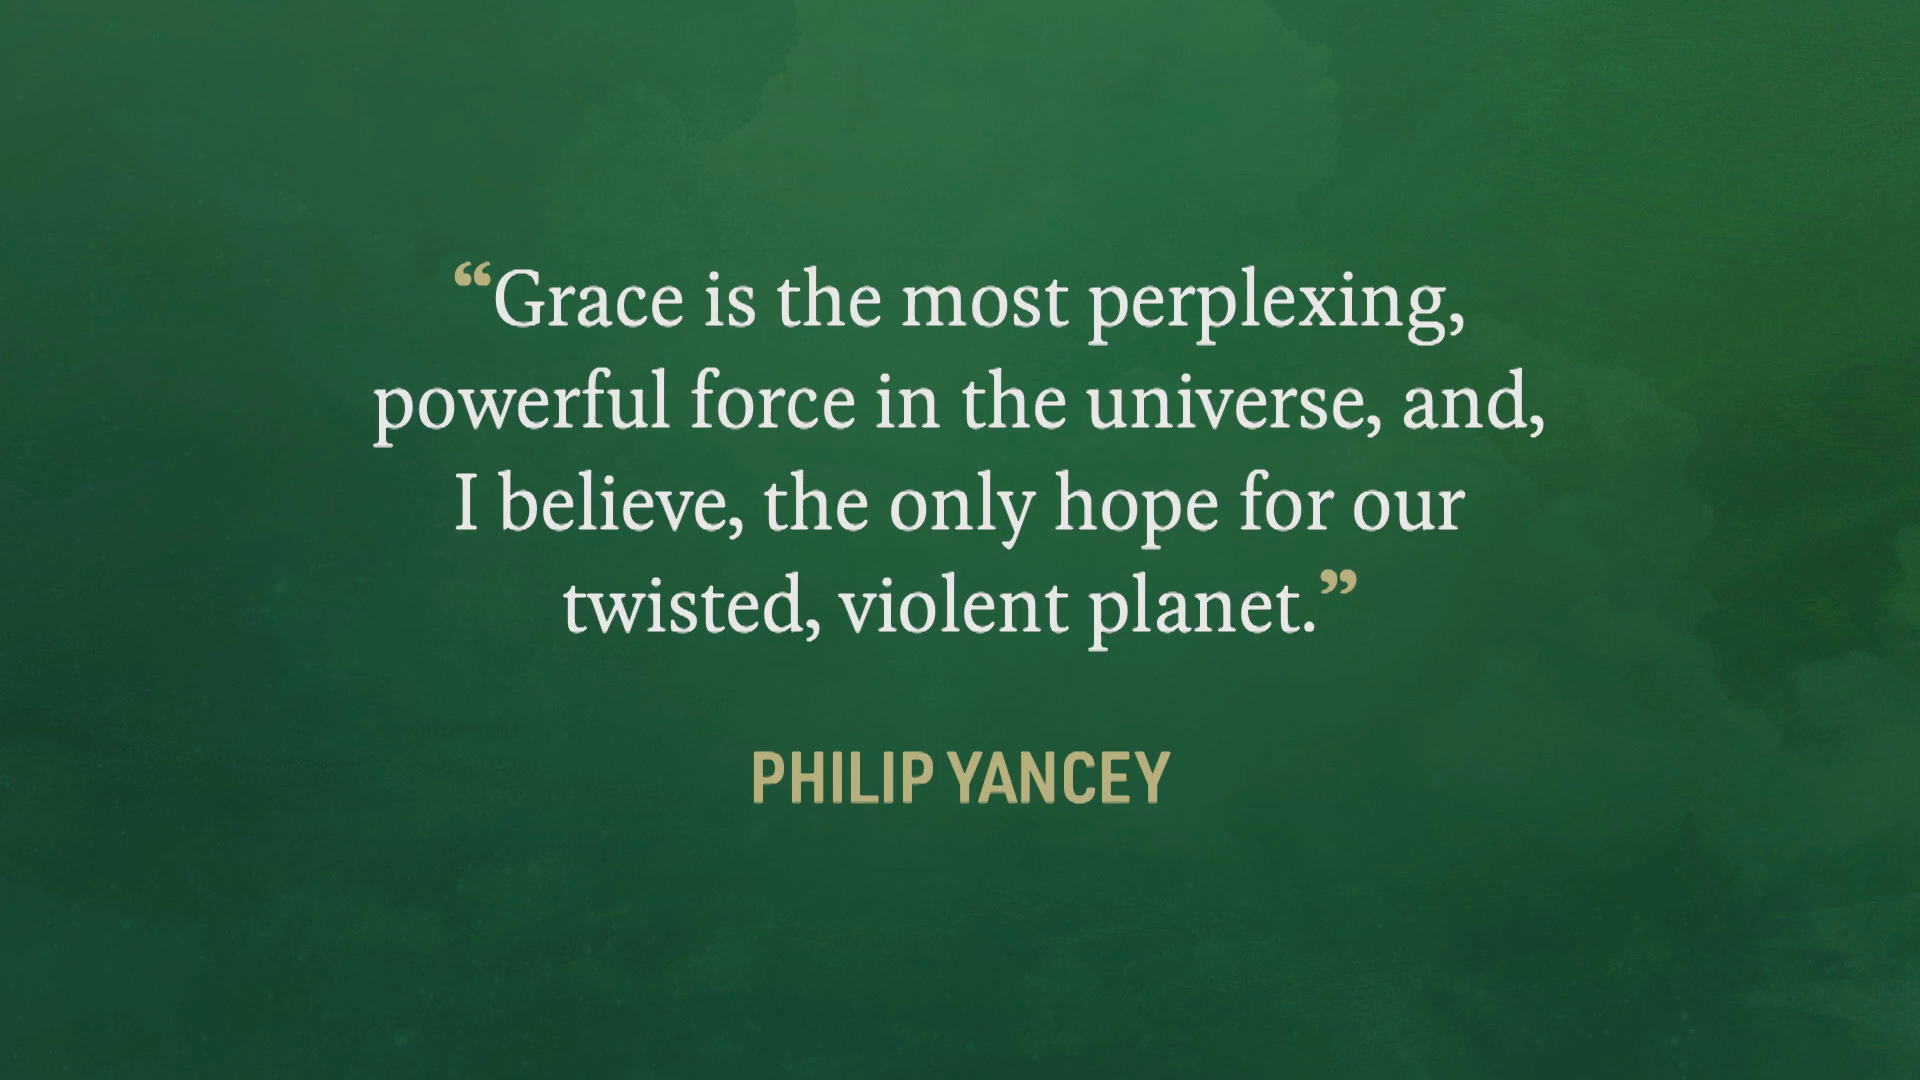 “Grace is the most perplexing,
powerful force in the universe, and,
I believe, the only hope for our
twisted, violent planet.”
PHILIP YANCEY